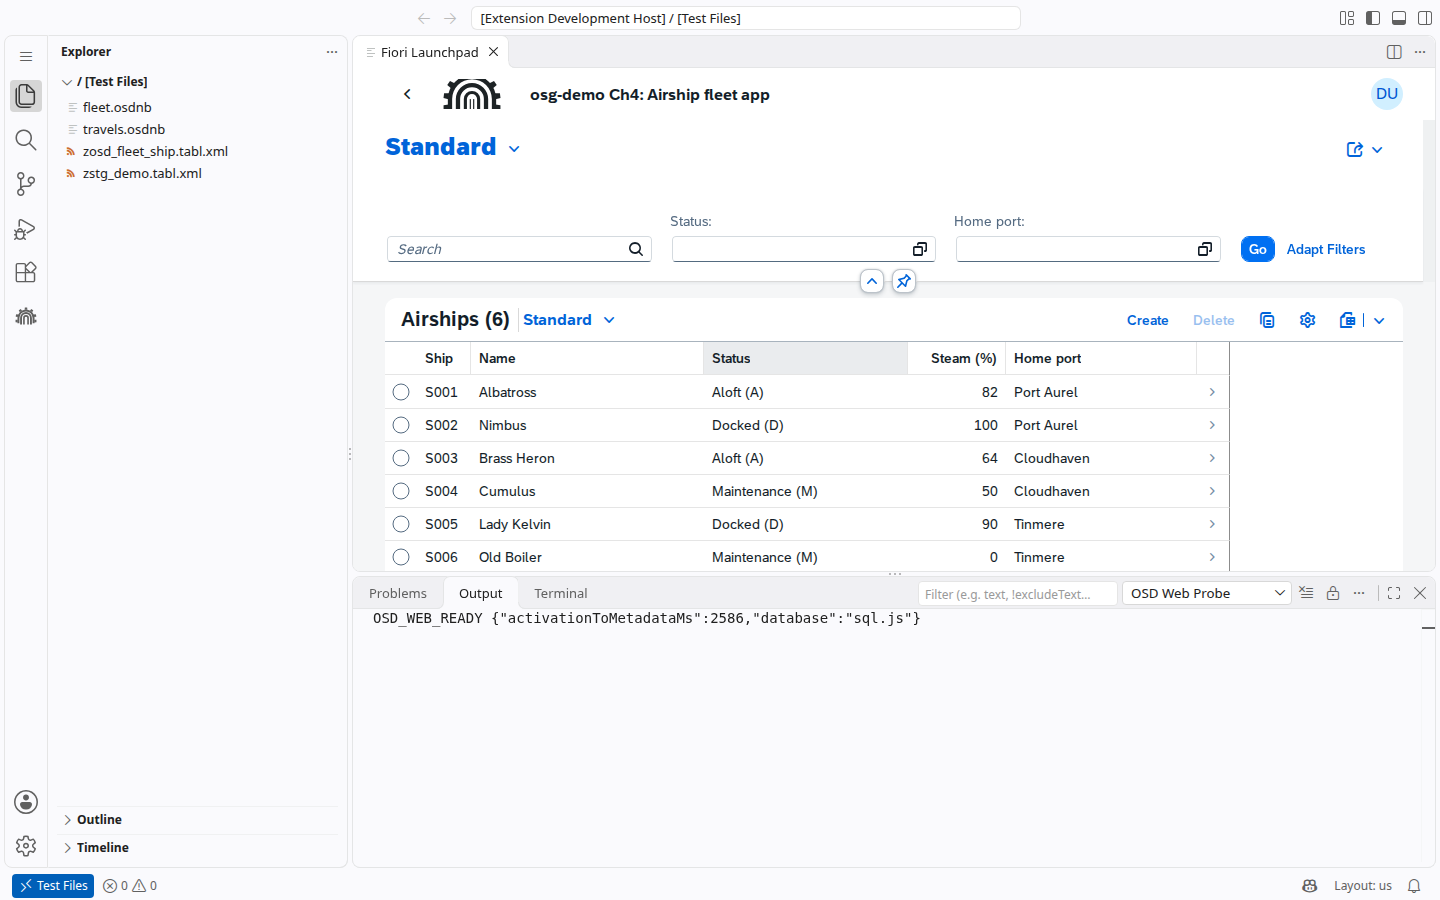 [Extension Development Host] / [Test Files]
Explorer
/ [Test Files]
fleet.osdnb
travels.osdnb
zosd_fleet_ship.tabl.xml
zstg_demo.tabl.xml
Outline
Timeline
Fiori Launchpad
osg-demo Ch4: Airship fleet app
DU
Standard
Status:
Home port:
Search
Go
Adapt Filters
Airships (6)
Standard
Create
Delete
Ship Name Status Steam (%) Home port
S001 Albatross Aloft (A) 82 Port Aurel
S002 Nimbus Docked (D) 100 Port Aurel
S003 Brass Heron Aloft (A) 64 Cloudhaven
S004 Cumulus Maintenance (M) 50 Cloudhaven
S005 Lady Kelvin Docked (D) 90 Tinmere
S006 Old Boiler Maintenance (M) 0 Tinmere
Problems
Output
Terminal
Filter (e.g. text, !excludeText...
OSD Web Probe
OSD_WEB_READY {"activationToMetadataMs":2586,"database":"sql.js"}
Test Files
0
0
Layout: us